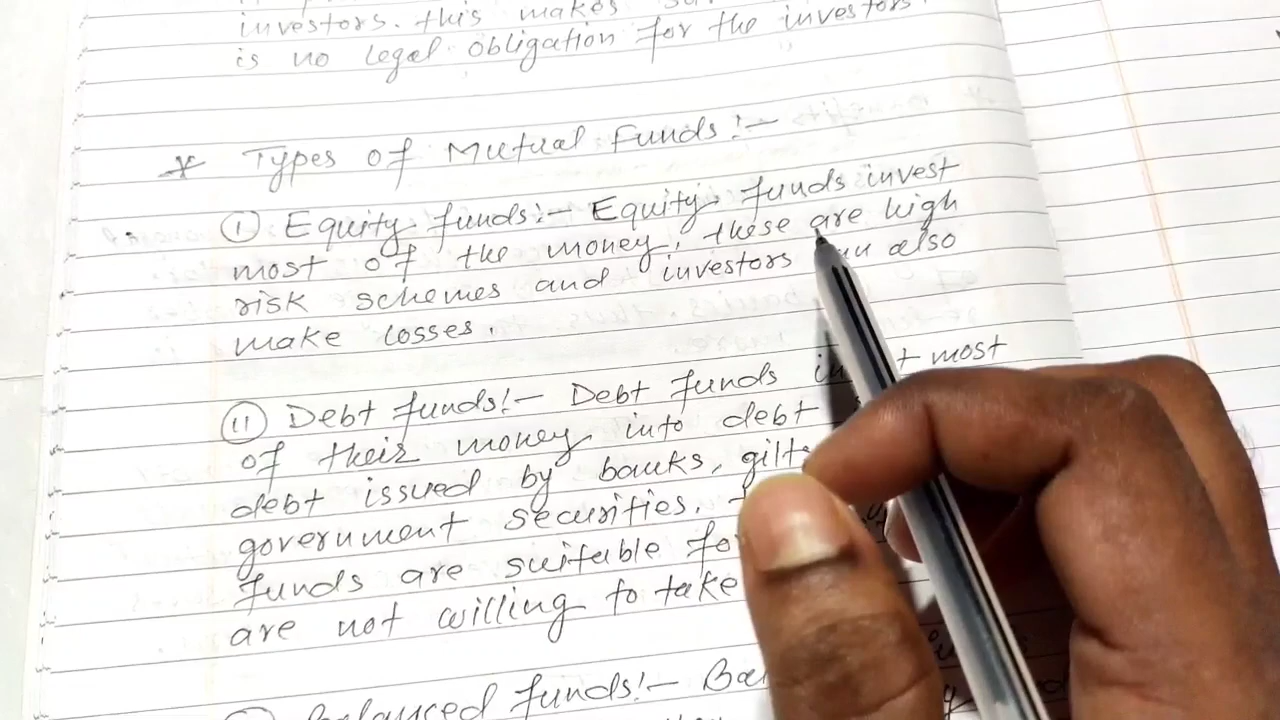 investors. this makes
is no legal obligation for the investors.
* Types of Mutual Funds:-
(I) Equity funds:- Equity funds invest
most of the money, these are high
risk schemes and investors also
make losses.
(II) Debt funds:- Debt funds most
of their money into debt
debt issued by banks,
government securities.
funds are suitable
are not willing to take
Balanced funds:-